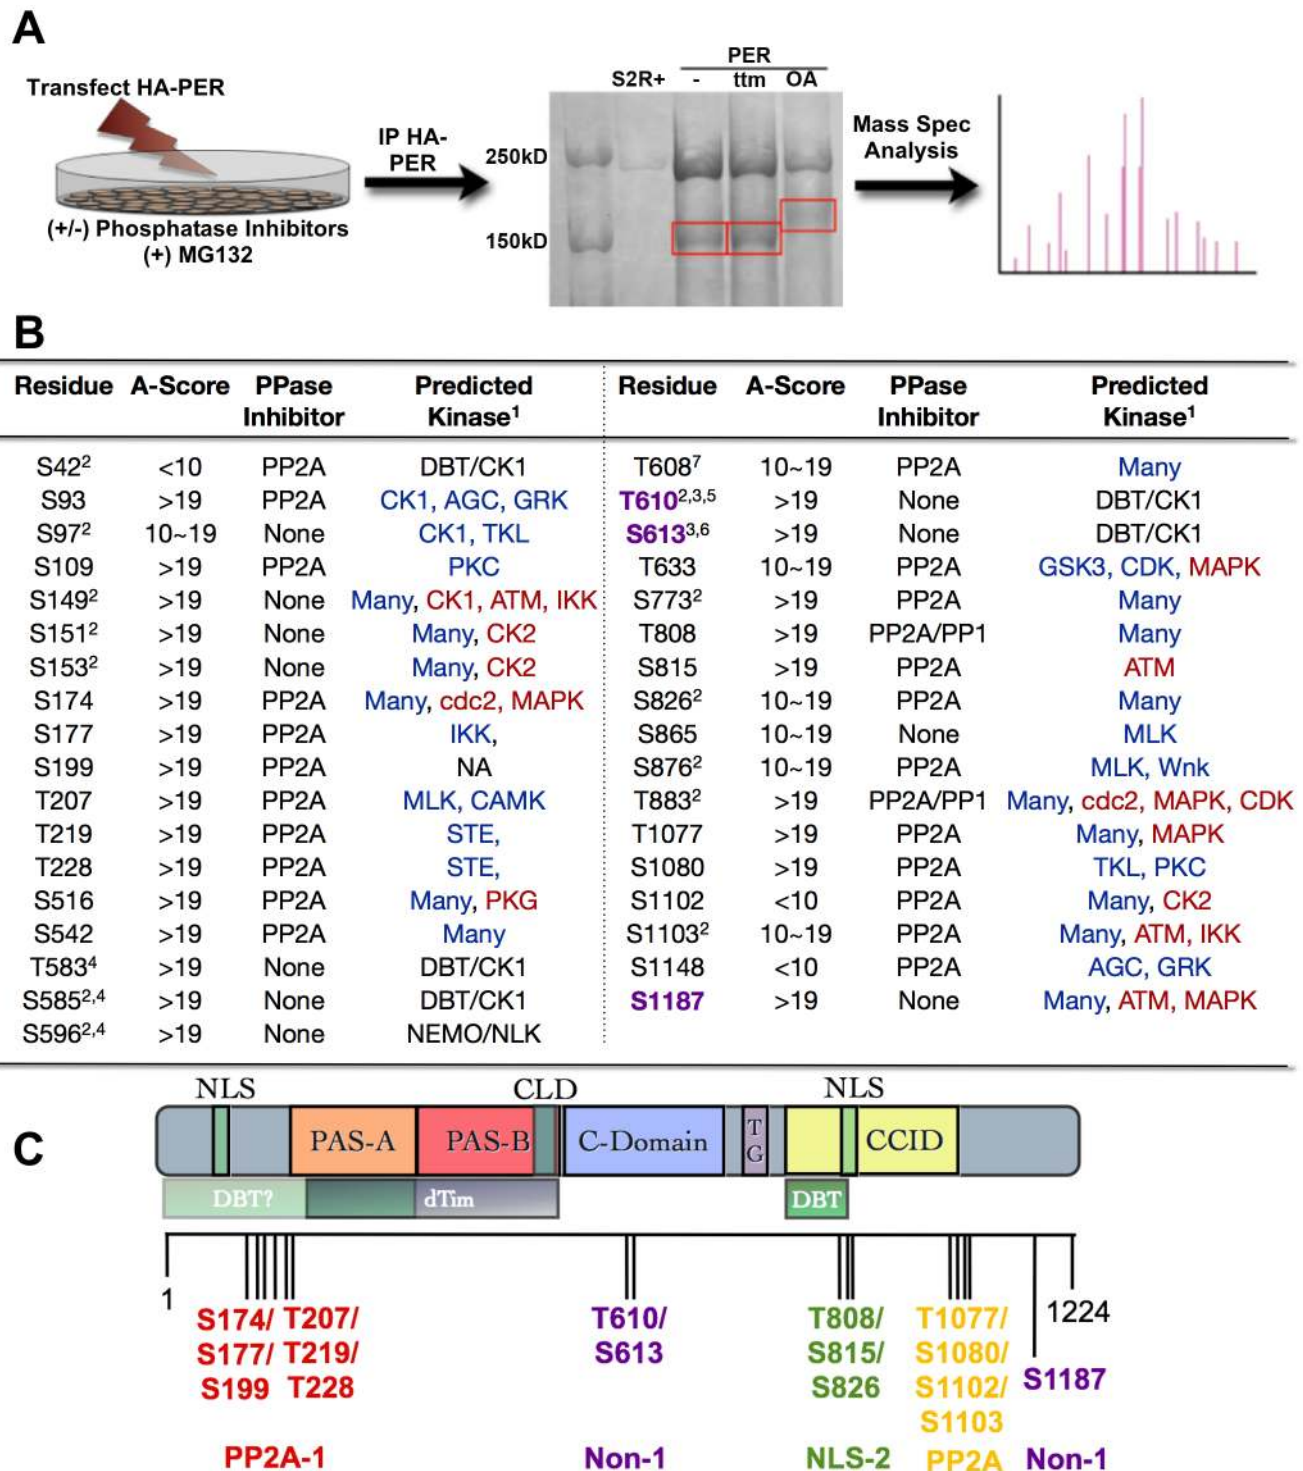 A
Transfect HA-PER
(+/-) Phosphatase Inhibitors
(+) MG132
IP HA-
PER
PER
S2R+ - ttm OA
250kD
150kD
Mass Spec
Analysis
B
Residue A-Score PPase Inhibitor Predicted Kinase¹ Residue A-Score PPase Inhibitor Predicted Kinase¹
S42² <10 PP2A DBT/CK1 T608⁷ 10~19 PP2A Many
S93 >19 PP2A CK1, AGC, GRK T610²,³,⁵ >19 None DBT/CK1
S97² 10~19 None CK1, TKL S613³,⁶ >19 None DBT/CK1
S109 >19 PP2A PKC T633 10~19 PP2A GSK3, CDK, MAPK
S149² >19 None Many, CK1, ATM, IKK S773² >19 PP2A Many
S151² >19 None Many, CK2 T808 >19 PP2A/PP1 Many
S153² >19 None Many, CK2 S815 >19 PP2A ATM
S174 >19 PP2A Many, cdc2, MAPK S826² 10~19 PP2A Many
S177 >19 PP2A IKK, S865 10~19 None MLK
S199 >19 PP2A NA S876² 10~19 PP2A MLK, Wnk
T207 >19 PP2A MLK, CAMK T883² >19 PP2A/PP1 Many, cdc2, MAPK, CDK
T219 >19 PP2A STE, T1077 >19 PP2A Many, MAPK
T228 >19 PP2A STE, S1080 >19 PP2A TKL, PKC
S516 >19 PP2A Many, PKG S1102 <10 PP2A Many, CK2
S542 >19 PP2A Many S1103² 10~19 PP2A Many, ATM, IKK
T583⁴ >19 None DBT/CK1 S1148 <10 PP2A AGC, GRK
S585²,⁴ >19 None DBT/CK1 S1187 >19 None Many, ATM, MAPK
S596²,⁴ >19 None NEMO/NLK
NLS CLD NLS
C
PAS-A PAS-B C-Domain TG CCID
DBT? dTim DBT
1 1224
S174/ T207/ T610/ T808/ T1077/
S177/ T219/ S613 S815/ S1080/ S1187
S199 T228 S826 S1102/
S1103
PP2A-1 Non-1 NLS-2 PP2A Non-1